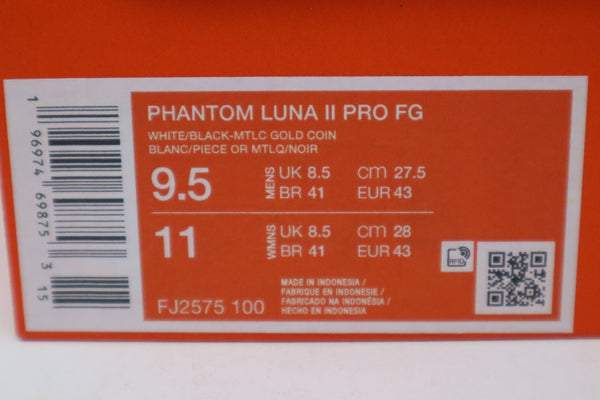 PHANTOM LUNA II PRO FG
WHITE/BLACK-MTLC GOLD COIN
BLANC/PIECE OR MTLQ/NOIR
9.5 MENS UK 8.5 CM 27.5
BR 41 EUR 43
11 WMNS UK 8.5 CM 28
BR 41 EUR 43
RFID
MADE IN INDONESIA /
FABRIQUE EN INDONESIE /
FABRICADO NA INDONÉSIA /
HECHO EN INDONESIA
FJ2575 100
1 96974 69875 3 15